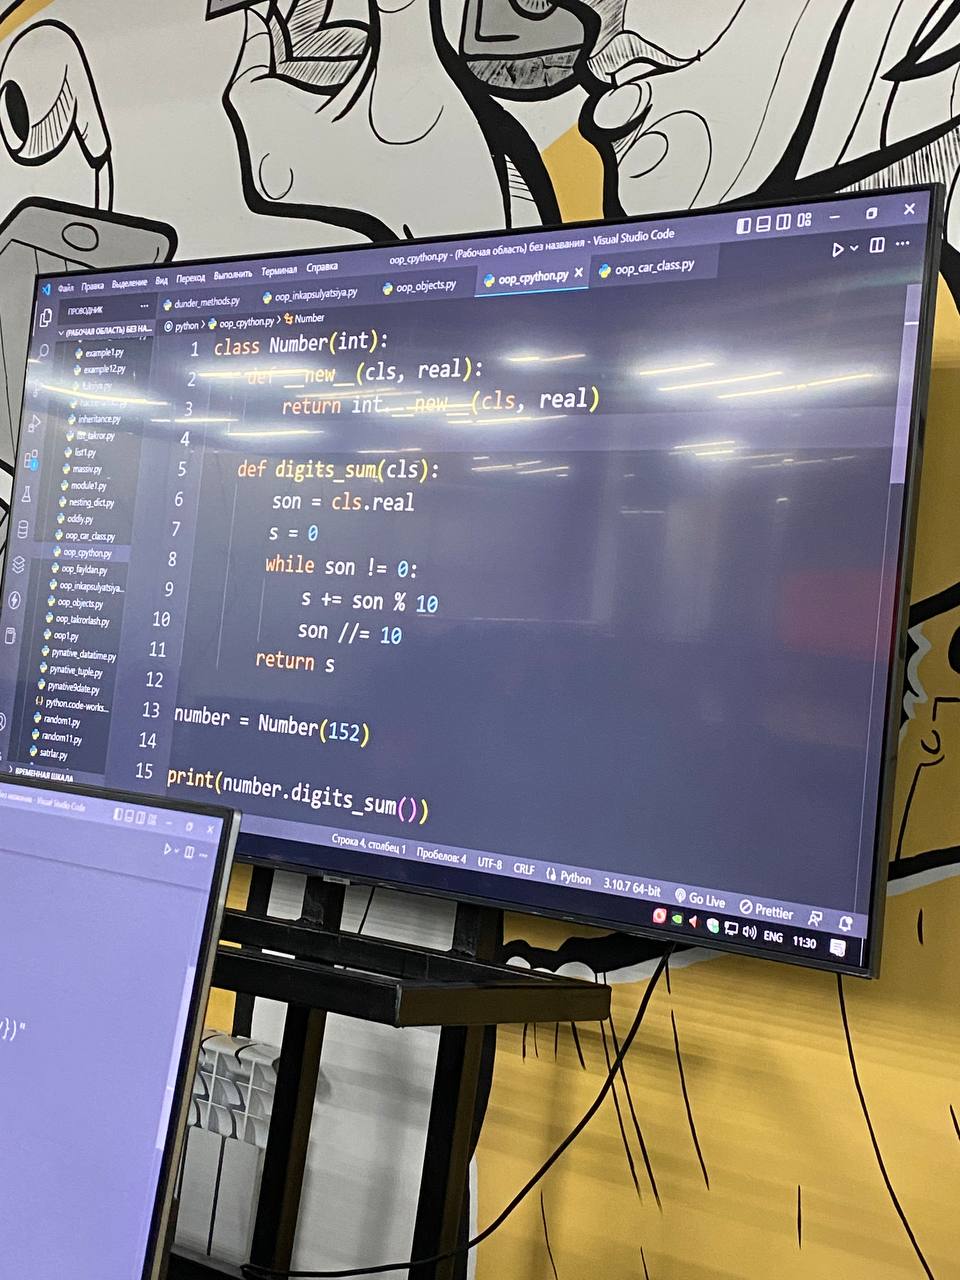 oop_cpython.py - (Рабочая область) без названия - Visual Studio Code
Файл Правка Выделение Вид Переход Выполнить Терминал Справка
ПРОВОДНИК ...
dunder_methods.py oop_inkapsulyatsiya.py oop_objects.py oop_cpython.py oop_car_class.py
(РАБОЧАЯ ОБЛАСТЬ) БЕЗ НА...
python > oop_cpython.py > Number
example1.py
example12.py
inheritance.py
list_takror.py
list1.py
massiv.py
module1.py
nesting_dict.py
oddiy.py
oop_car_class.py
oop_cpython.py
oop_fayldan.py
oop_inkapsulyatsiya...
oop_objects.py
oop_takrorlash.py
oop1.py
pynative_datatime.py
pynative_tuple.py
pynative9date.py
python.code-works...
random1.py
random11.py
satrlar.py
ВРЕМЕННАЯ ШКАЛА
1 class Number(int):
2 def __new__(cls, real):
3 return int.__new__(cls, real)
4
5 def digits_sum(cls):
6 son = cls.real
7 s = 0
8 while son != 0:
9 s += son % 10
10 son //= 10
11 return s
12
13 number = Number(152)
14
15 print(number.digits_sum())
Строка 4, столбец 1 Пробелов: 4 UTF-8 CRLF Python 3.10.7 64-bit Go Live Prettier
ENG 11:30
без названия - Visual Studio Code
})"